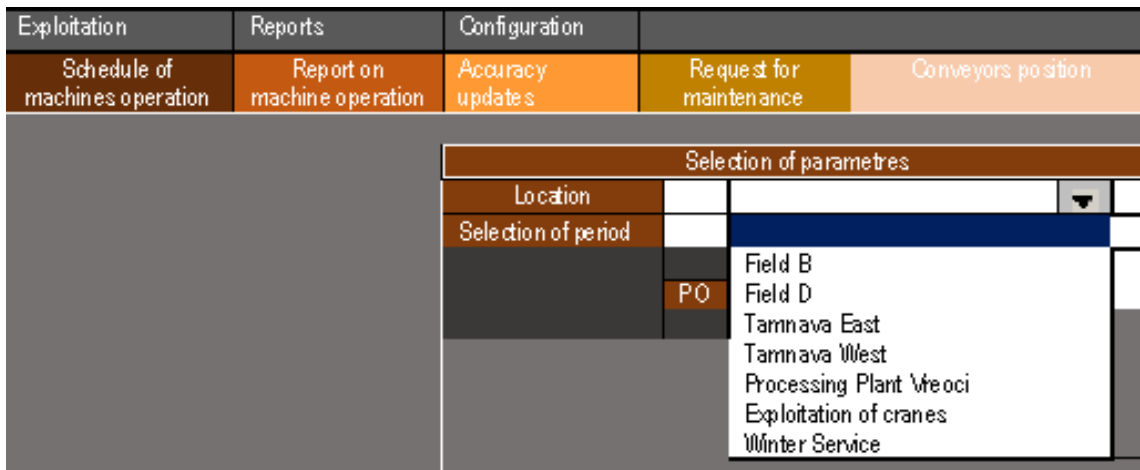 Exploitation Reports Configuration
Schedule of machines operation
Report on machine operation
Accuracy updates
Request for maintenance
Conveyors position
Selection of parametres
Location
Selection of period
PO
Field B
Field D
Tamnava East
Tamnava West
Processing Plant Vreoci
Exploitation of cranes
Winter Service